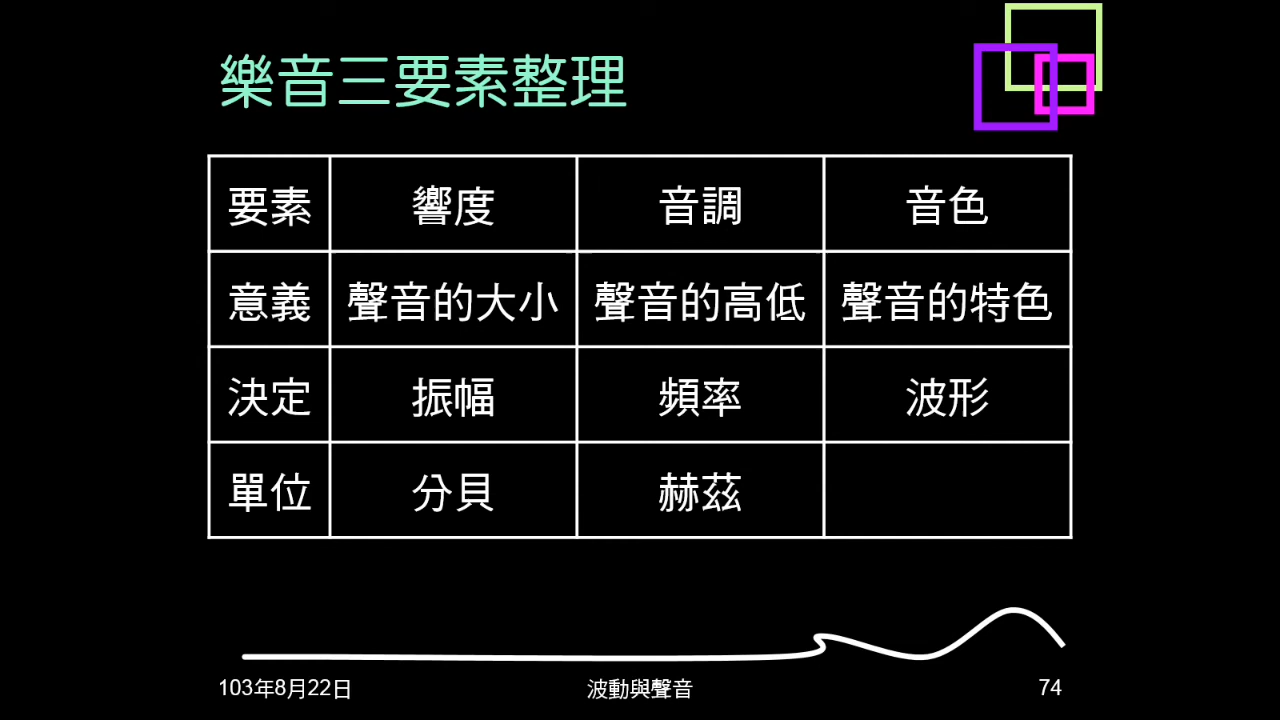 樂音三要素整理
要素 響度 音調 音色
意義 聲音的大小 聲音的高低 聲音的特色
決定 振幅 頻率 波形
單位 分貝 赫茲
103年8月22日 波動與聲音 74